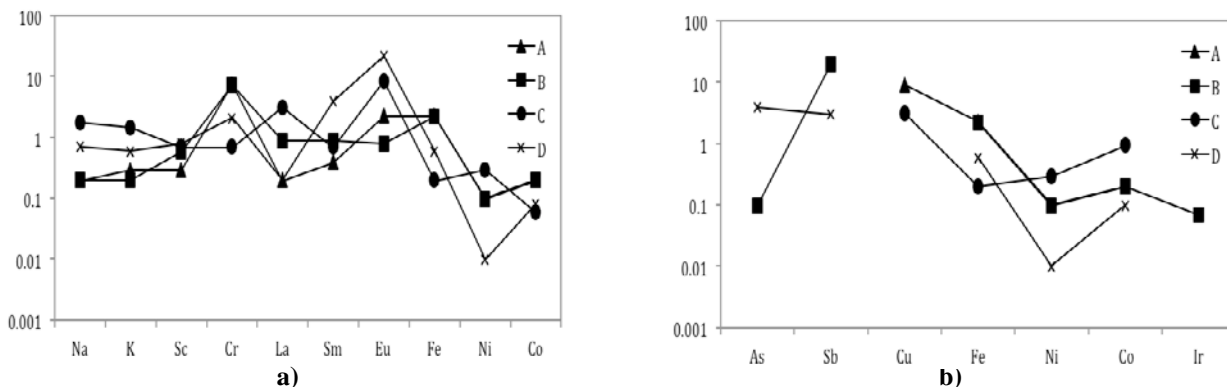 100
10
1
0.1
0.01
0.001
A
B
C
D
Na K Sc Cr La Sm Eu Fe Ni Co
a)
100
10
1
0.1
0.01
0.001
A
B
C
D
As Sb Cu Fe Ni Co Ir
b)